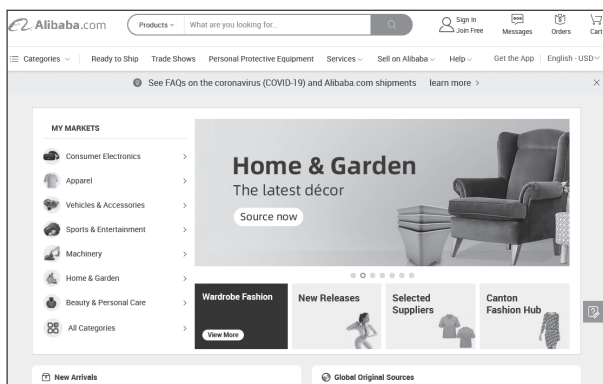 Alibaba.com
Products
What are you looking for...
Sign In
Join Free
Messages
Orders
Cart
Categories
Ready to Ship
Trade Shows
Personal Protective Equipment
Services
Sell on Alibaba
Help
Get the App
English - USD
See FAQs on the coronavirus (COVID-19) and Alibaba.com shipments learn more >
MY MARKETS
Consumer Electronics
Apparel
Vehicles & Accessories
Sports & Entertainment
Machinery
Home & Garden
Beauty & Personal Care
All Categories
Home & Garden
The latest décor
Source now
Wardrobe Fashion
View More
New Releases
Selected
Suppliers
Canton
Fashion Hub
New Arrivals
Global Original Sources